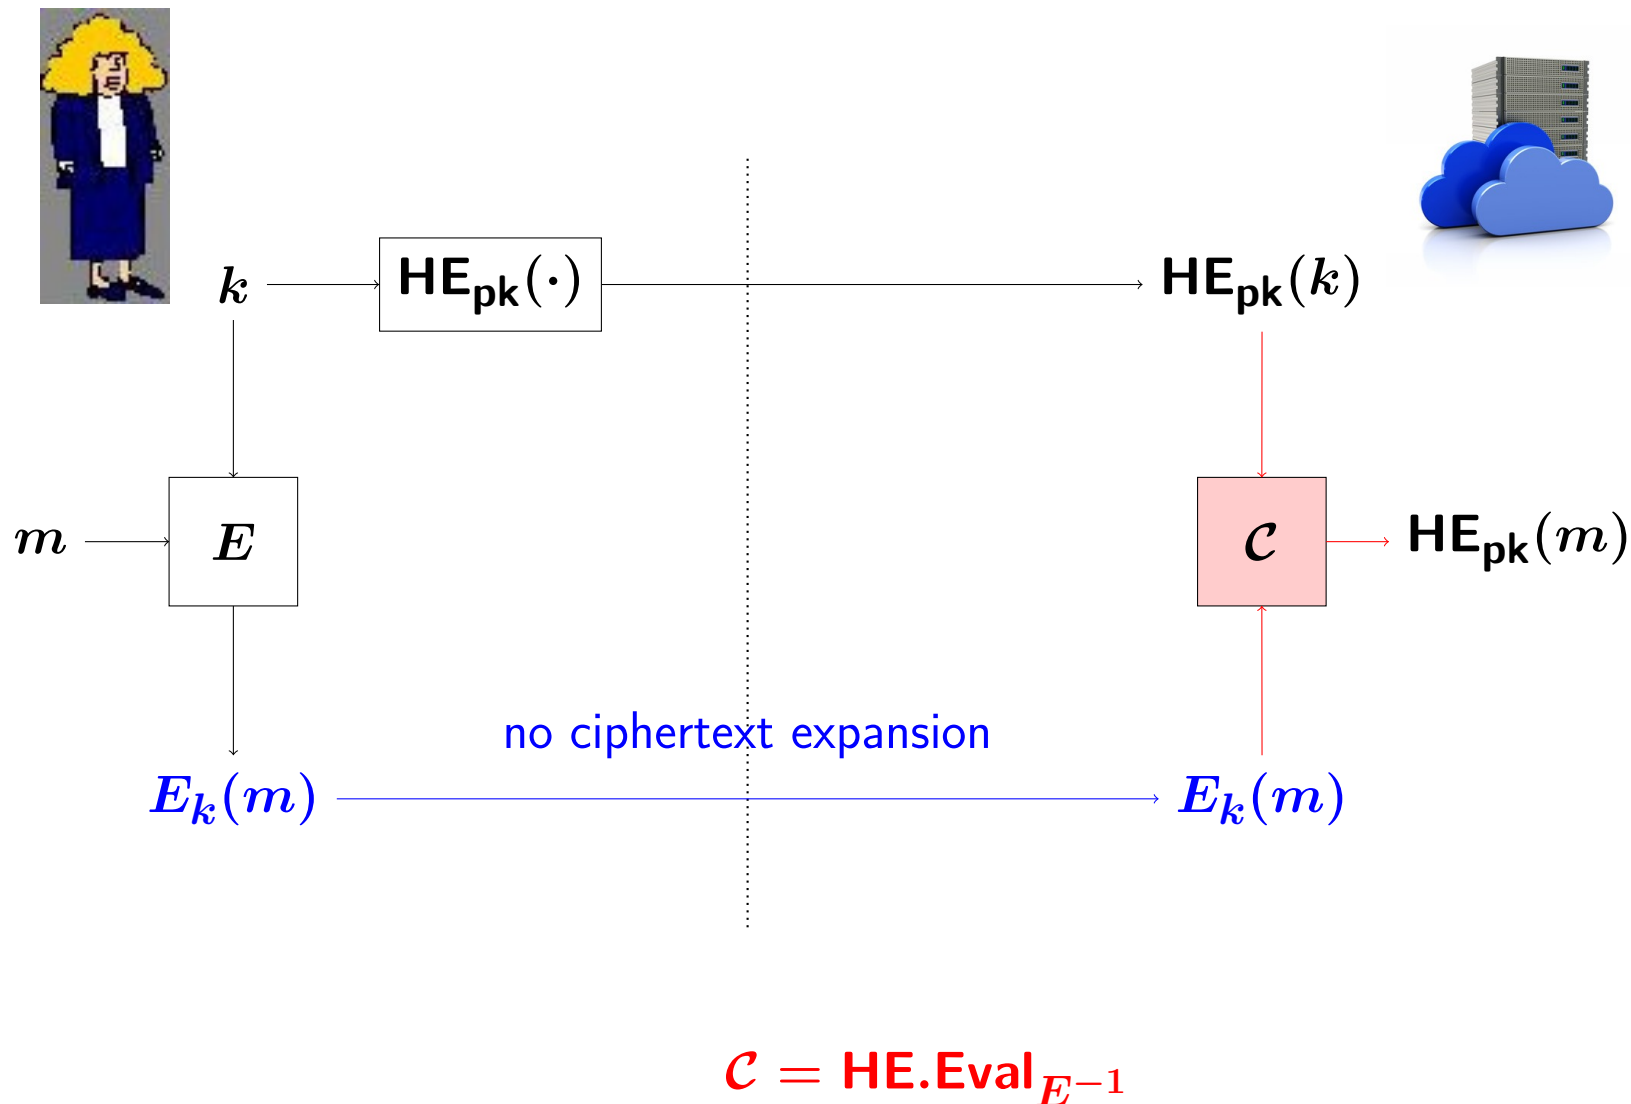 k HE_pk(·) HE_pk(k)
m E C HE_pk(m)
no ciphertext expansion
E_k(m) E_k(m)
C = HE.Eval_{E^{-1}}